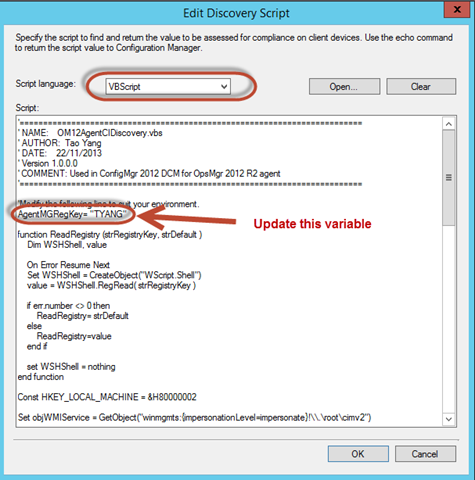 Edit Discovery Script
x
Specify the script to find and return the value to be assessed for compliance on client devices. Use the echo command
to return the script value to Configuration Manager.
Script language:
VBScript
Open...
Clear
Script:
'=====================================================================
' NAME:   OM12AgentCIDiscovery.vbs
' AUTHOR: Tao Yang
' DATE:   22/11/2013
' Version 1.0.0.0
' COMMENT: Used in ConfigMgr 2012 DCM for OpsMgr 2012 R2 agent
'=====================================================================
'Modify the following line to suit your environment.
AgentMGRegKey= "TYANG"
Update this variable
function ReadRegistry (strRegistryKey, strDefault )
Dim WSHShell, value
On Error Resume Next
Set WSHShell = CreateObject("WScript.Shell")
value = WSHShell.RegRead( strRegistryKey )
if err.number <> 0 then
ReadRegistry= strDefault
else
ReadRegistry=value
end if
set WSHShell = nothing
end function
Const HKEY_LOCAL_MACHINE = &H80000002
Set objWMIService = GetObject("winmgmts:{impersonationLevel=impersonate}!\\.\root\cimv2")
OK
Cancel